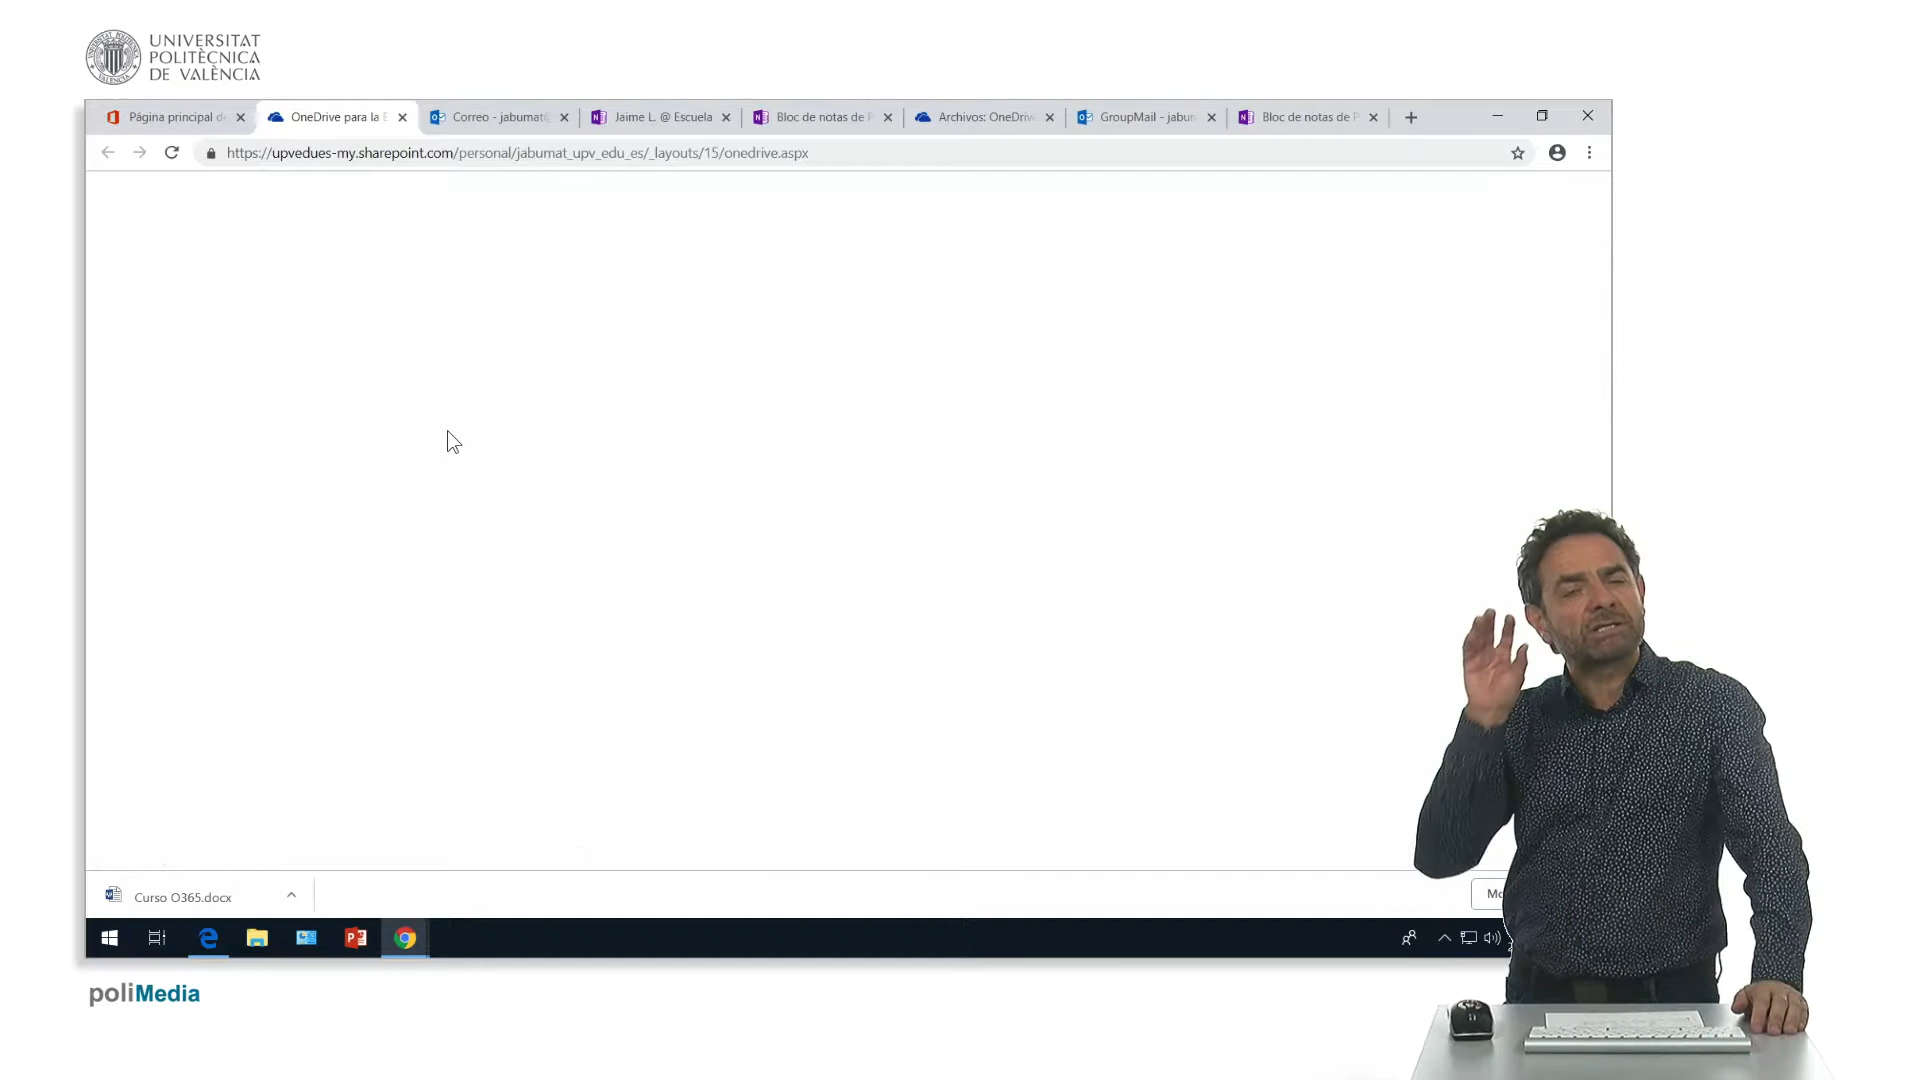 UNIVERSITAT
POLITÈCNICA
DE VALÈNCIA
Página principal de
OneDrive para la E
Correo - jabumat@
Jaime L. @ Escuela
Bloc de notas de P
Archivos: OneDriv
GroupMail - jabum
Bloc de notas de P
https://upvedues-my.sharepoint.com/personal/jabumat_upv_edu_es/_layouts/15/onedrive.aspx
Curso O365.docx
poliMedia